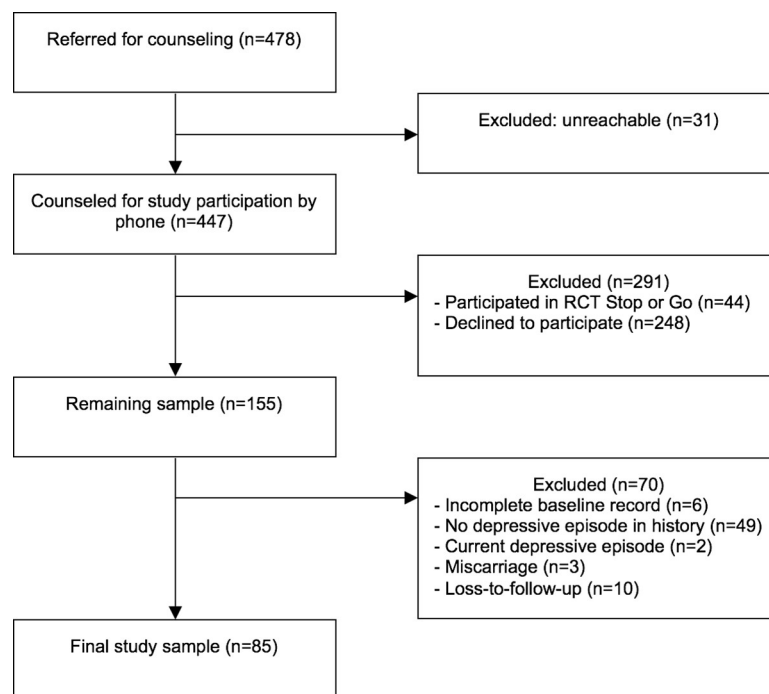 Referred for counseling (n=478)
Excluded: unreachable (n=31)
Counseled for study participation by
phone (n=447)
Excluded (n=291)
- Participated in RCT Stop or Go (n=44)
- Declined to participate (n=248)
Remaining sample (n=155)
Excluded (n=70)
- Incomplete baseline record (n=6)
- No depressive episode in history (n=49)
- Current depressive episode (n=2)
- Miscarriage (n=3)
- Loss-to-follow-up (n=10)
Final study sample (n=85)